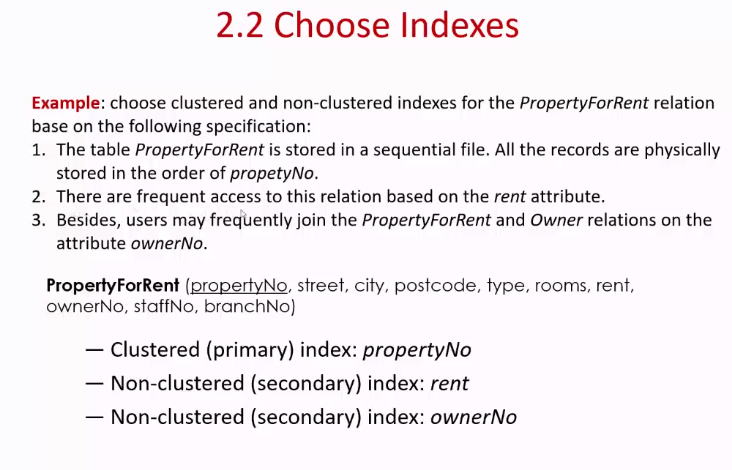 2.2 Choose Indexes
Example: choose clustered and non-clustered indexes for the PropertyForRent relation
base on the following specification:
1. The table PropertyForRent is stored in a sequential file. All the records are physically
stored in the order of propetyNo.
2. There are frequent access to this relation based on the rent attribute.
3. Besides, users may frequently join the PropertyForRent and Owner relations on the
attribute ownerNo.
PropertyForRent (propertyNo, street, city, postcode, type, rooms, rent,
ownerNo, staffNo, branchNo)
— Clustered (primary) index: propertyNo
— Non-clustered (secondary) index: rent
— Non-clustered (secondary) index: ownerNo